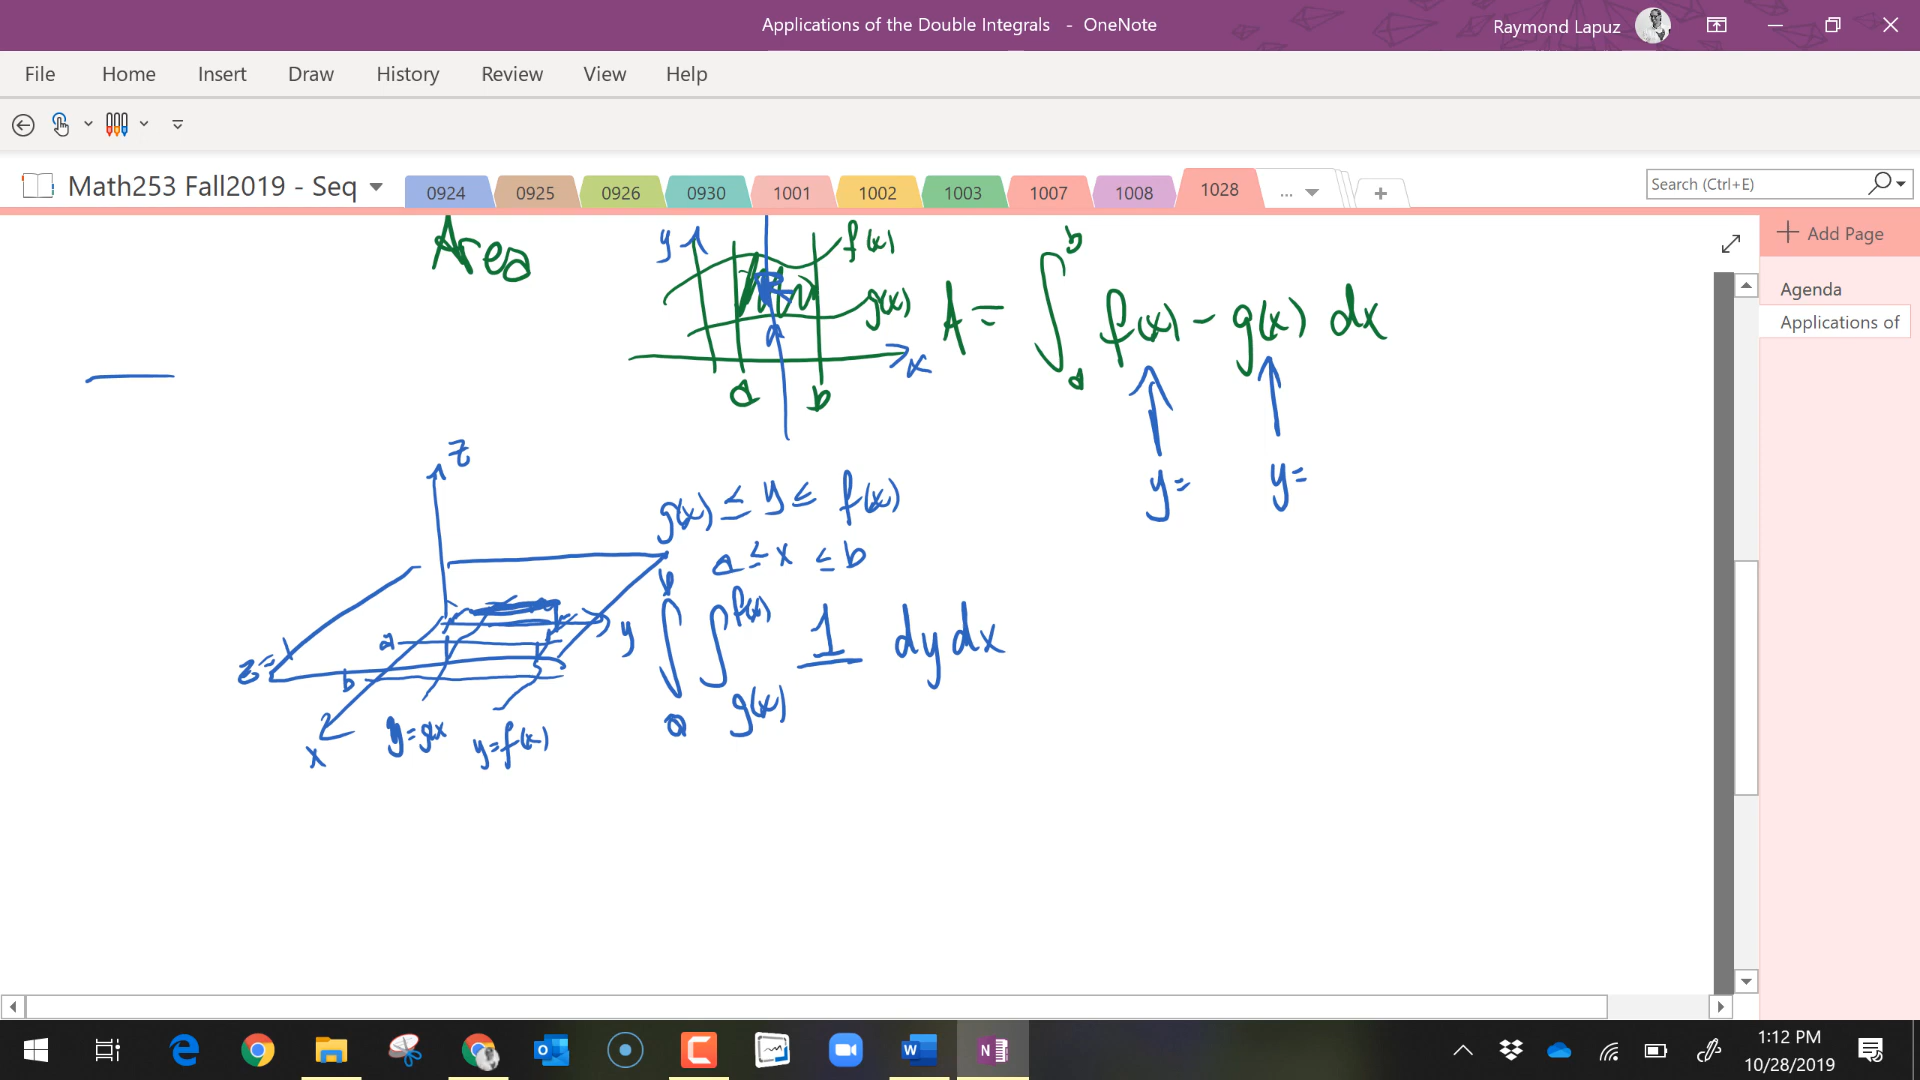 Applications of the Double Integrals - OneNote
Raymond Lapuz
File Home Insert Draw History Review View Help
Math253 Fall2019 - Seq
0924 0925 0926 0930 1001 1002 1003 1007 1008 1028 ... +
Search (Ctrl+E)
Add Page
Agenda
Applications of
Area
y f(x)
g(x)
x
a b
A = ∫_a^b f(x) - g(x) dx
y= y=
z
g(x) ≤ y ≤ f(x)
a ≤ x ≤ b
z=1
a
b
y
x
y=g(x
y=f(x)
∫_a^b ∫_{g(x)}^{f(x)} 1 dy dx
1:12 PM
10/28/2019